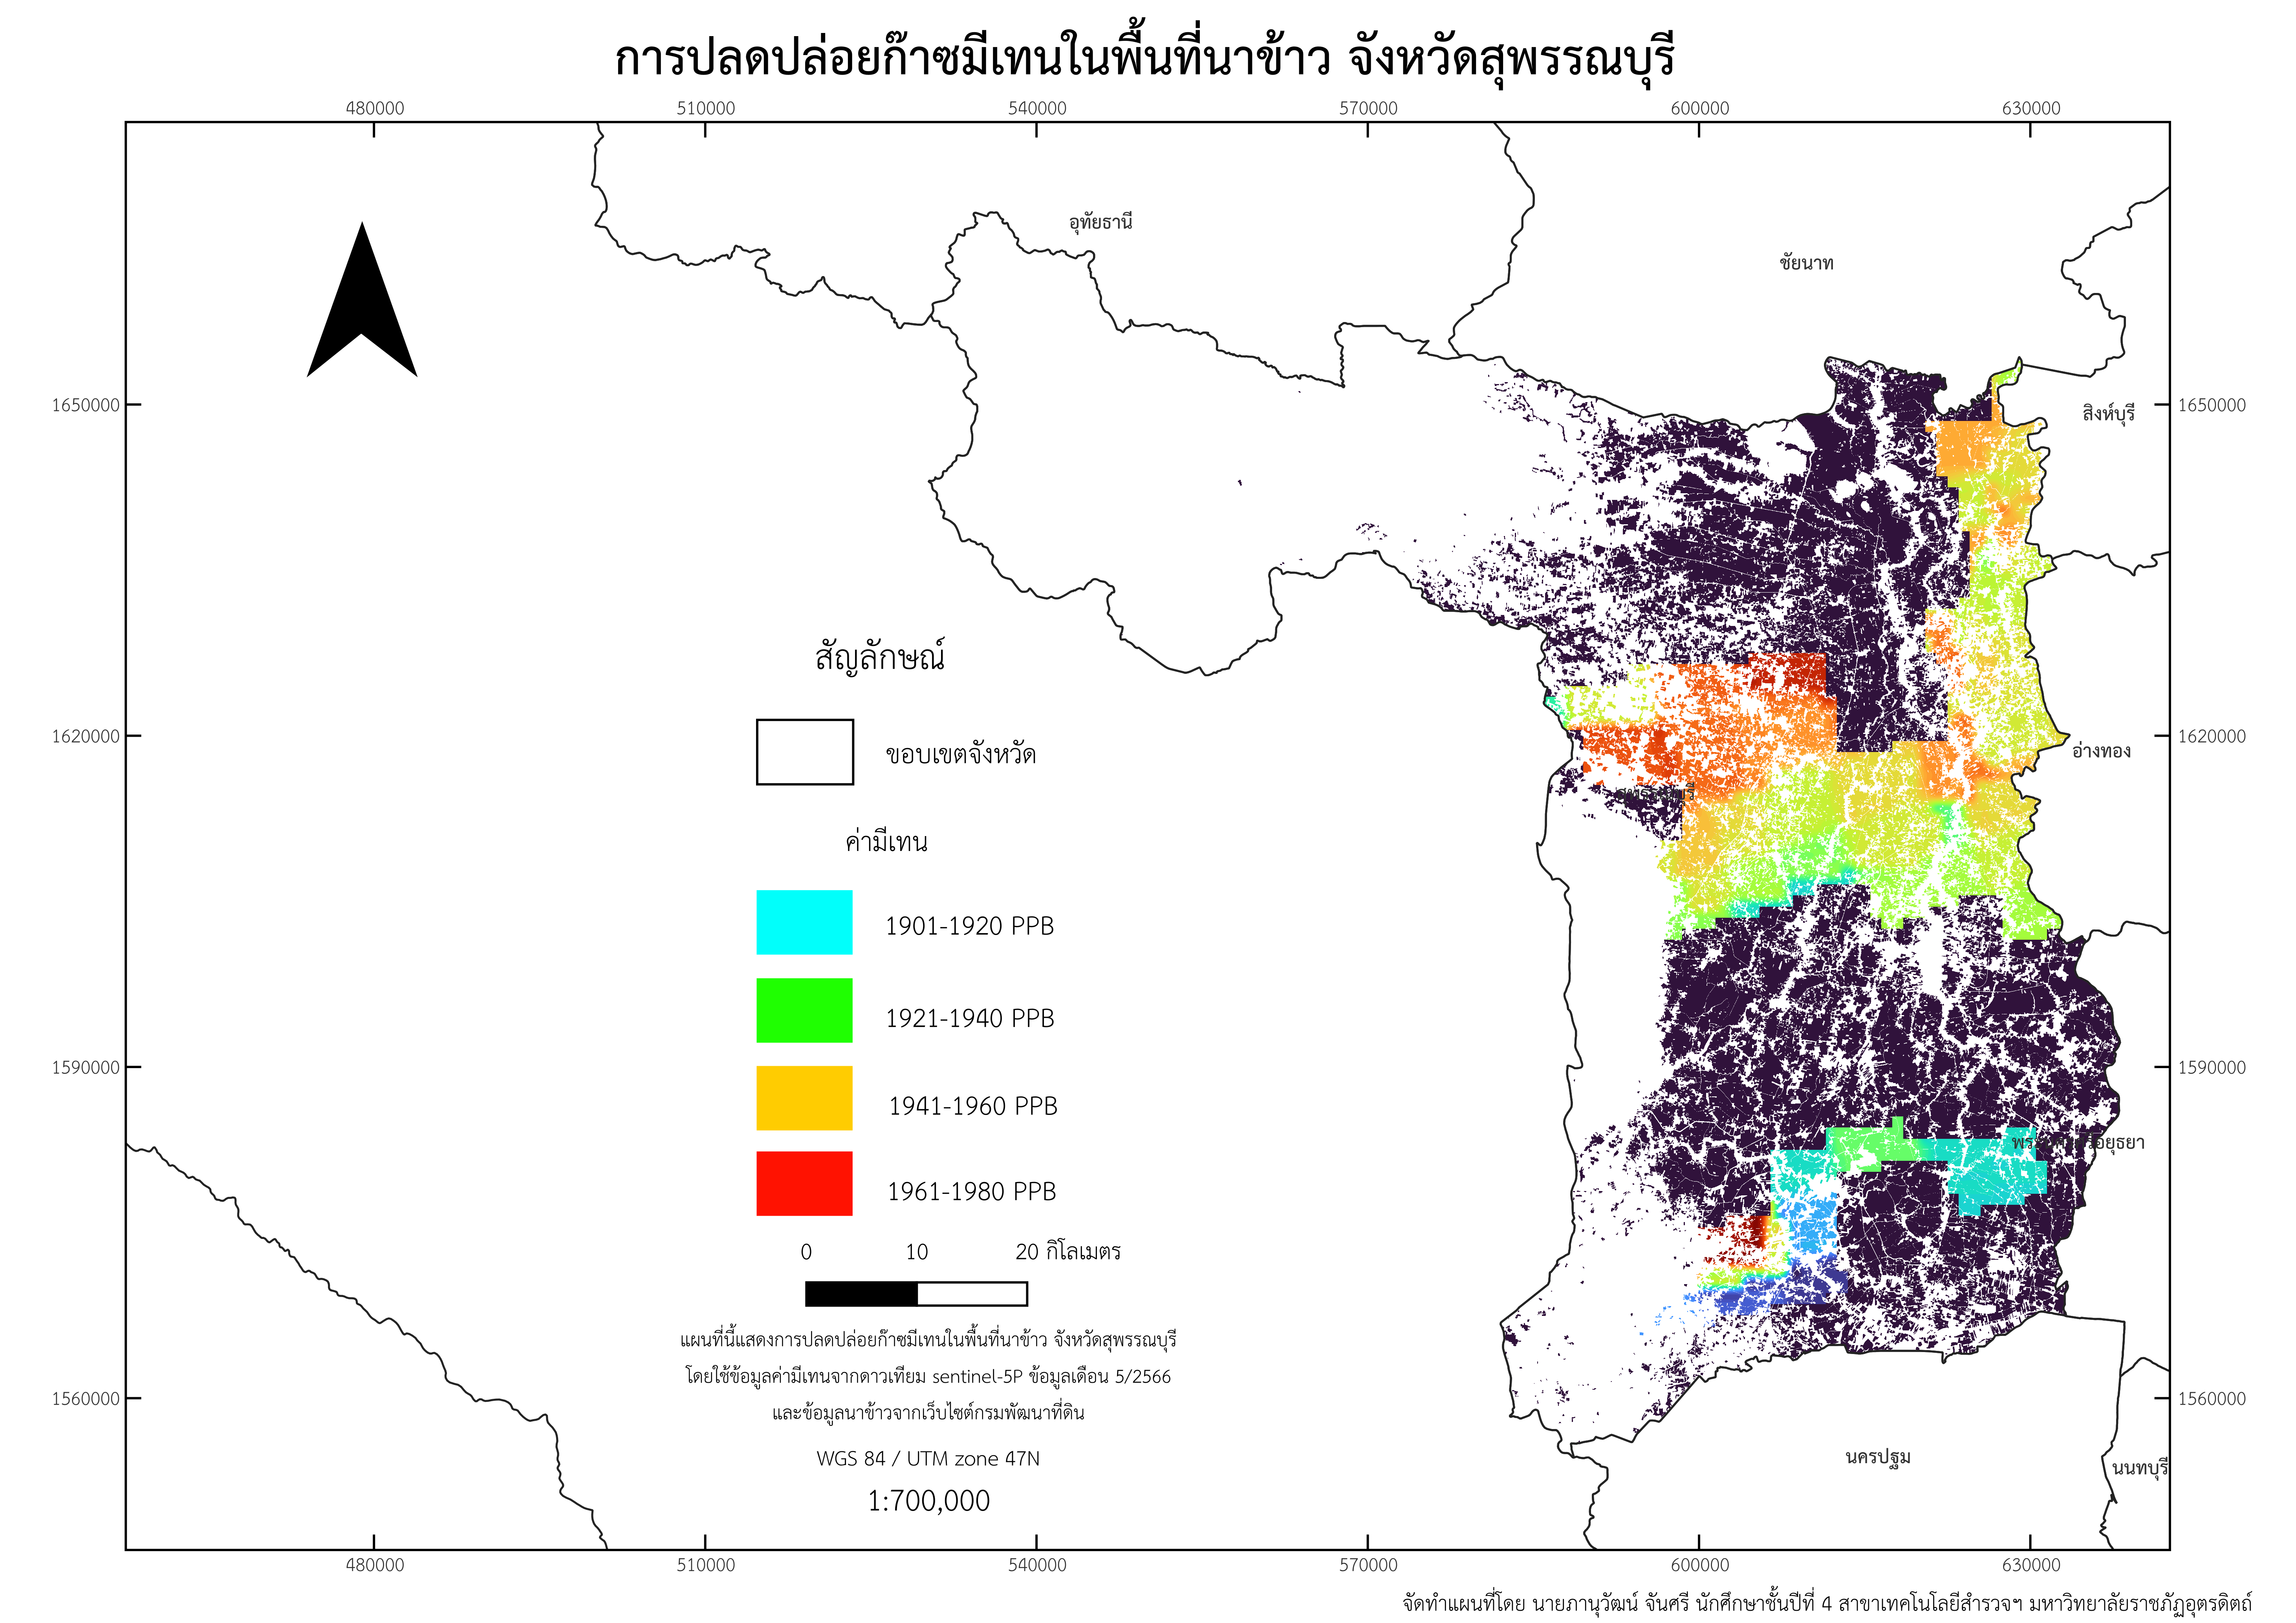 การปลดปล่อยก๊าซมีเทนในพื้นที่นาข้าว จังหวัดสุพรรณบุรี
480000 510000 540000 570000 600000 630000
อุทัยธานี
ชัยนาท
1650000 1650000
สิงห์บุรี
สัญลักษณ์
ขอบเขตจังหวัด
1620000 1620000
อ่างทอง
สุพรรณบุรี
ค่ามีเทน
1901-1920 PPB
1921-1940 PPB
1590000 1590000
1941-1960 PPB
พระนครศรีอยุธยา
1961-1980 PPB
0 10 20 กิโลเมตร
แผนที่นี้แสดงการปลดปล่อยก๊าซมีเทนในพื้นที่นาข้าว จังหวัดสุพรรณบุรี
โดยใช้ข้อมูลค่ามีเทนจากดาวเทียม sentinel-5P ข้อมูลเดือน 5/2566
1560000 1560000
และข้อมูลนาข้าวจากเว็บไซต์กรมพัฒนาที่ดิน
WGS 84 / UTM zone 47N
นครปฐม
นนทบุรี
1:700,000
480000 510000 540000 570000 600000 630000
จัดทำแผนที่โดย นายภานุวัฒน์ จันศรี นักศึกษาชั้นปีที่ 4 สาขาเทคโนโลยีสำรวจฯ มหาวิทยาลัยราชภัฏอุตรดิตถ์